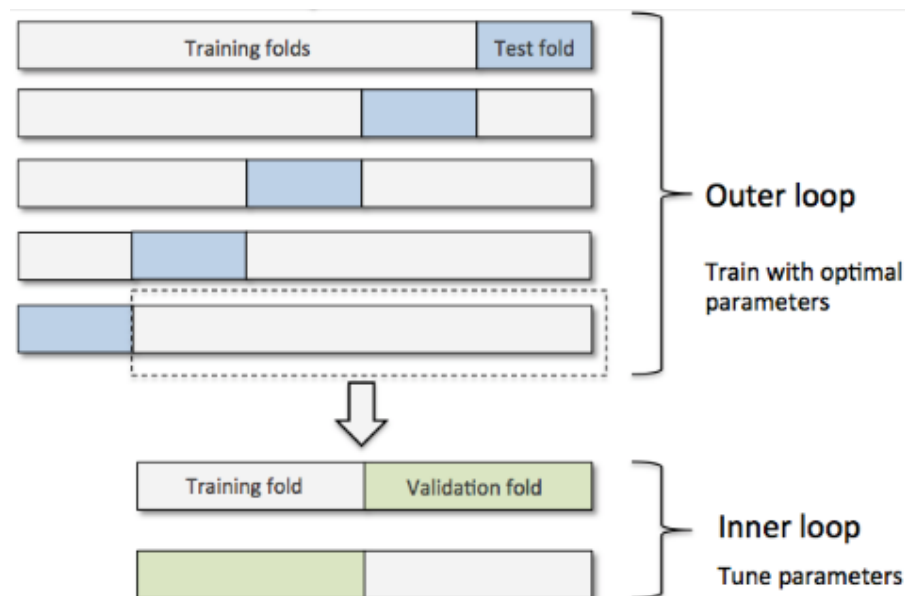 Training folds
Test fold
Outer loop
Train with optimal
parameters
Training fold
Validation fold
Inner loop
Tune parameters